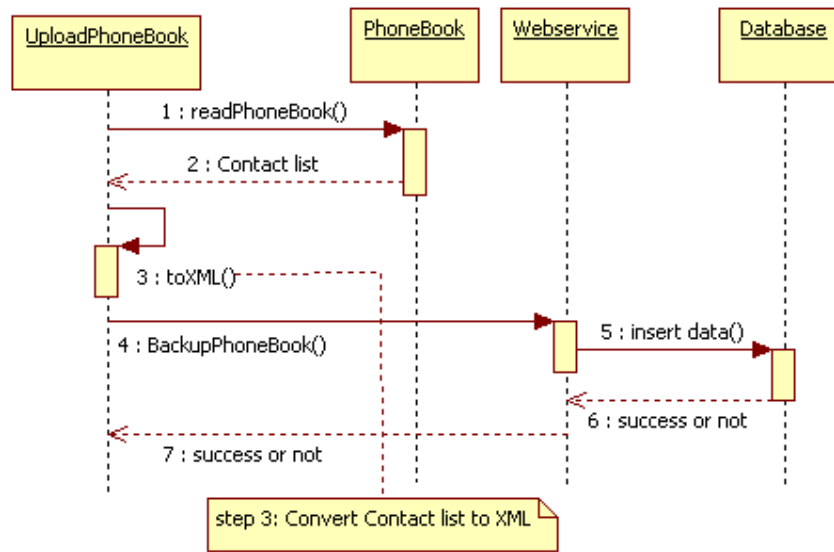 UploadPhoneBook
PhoneBook
Webservice
Database
1 : readPhoneBook()
2 : Contact list
3 : toXML()
4 : BackupPhoneBook()
5 : insert data()
6 : success or not
7 : success or not
step 3: Convert Contact list to XML